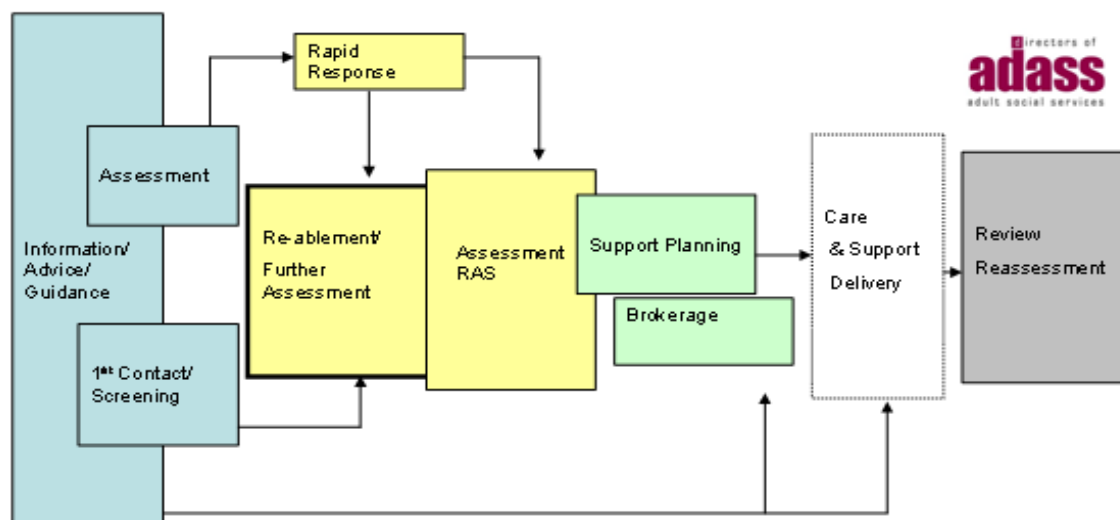 Rapid
Response
directors of
adass
adult social services
Assessment
Information/
Advice/
Guidance
1st Contact/
Screening
Re-ablement/
Further
Assessment
Assessment
RAS
Support Planning
Brokerage
Care
& Support
Delivery
Review
Reassessment